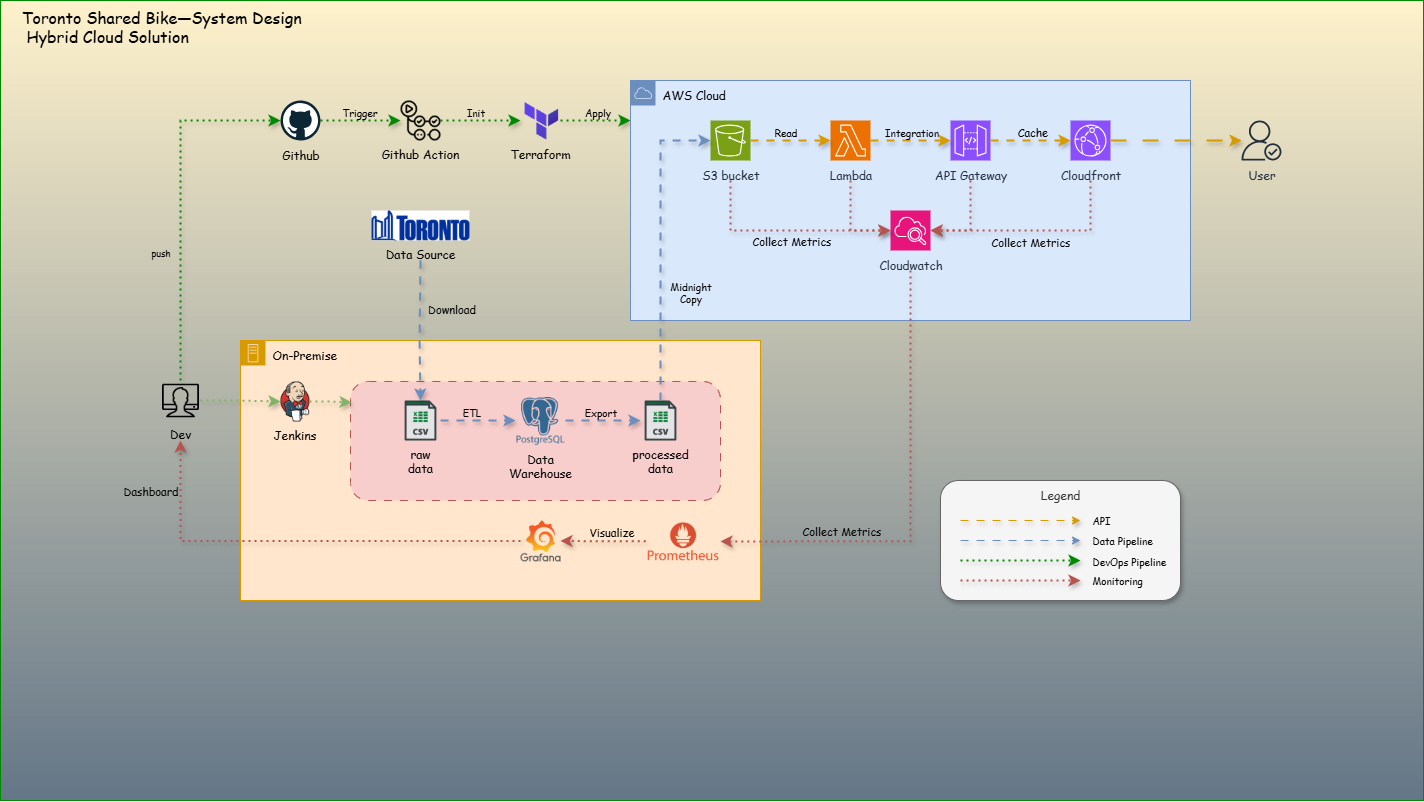 Toronto Shared Bike—System Design
Hybrid Cloud Solution
AWS Cloud
Trigger
Init
Apply
Github
Github Action
Terraform
Read
Integration
Cache
S3 bucket
Lambda
API Gateway
Cloudfront
User
TORONTO
Data Source
Collect Metrics
Collect Metrics
Cloudwatch
push
Midnight
Copy
Download
On-Premise
Dev
Jenkins
CSV
ETL
PostgreSQL
Export
CSV
raw
data
Data
Warehouse
processed
data
Dashboard
Grafana
Visualize
Prometheus
Collect Metrics
Legend
API
Data Pipeline
DevOps Pipeline
Monitoring